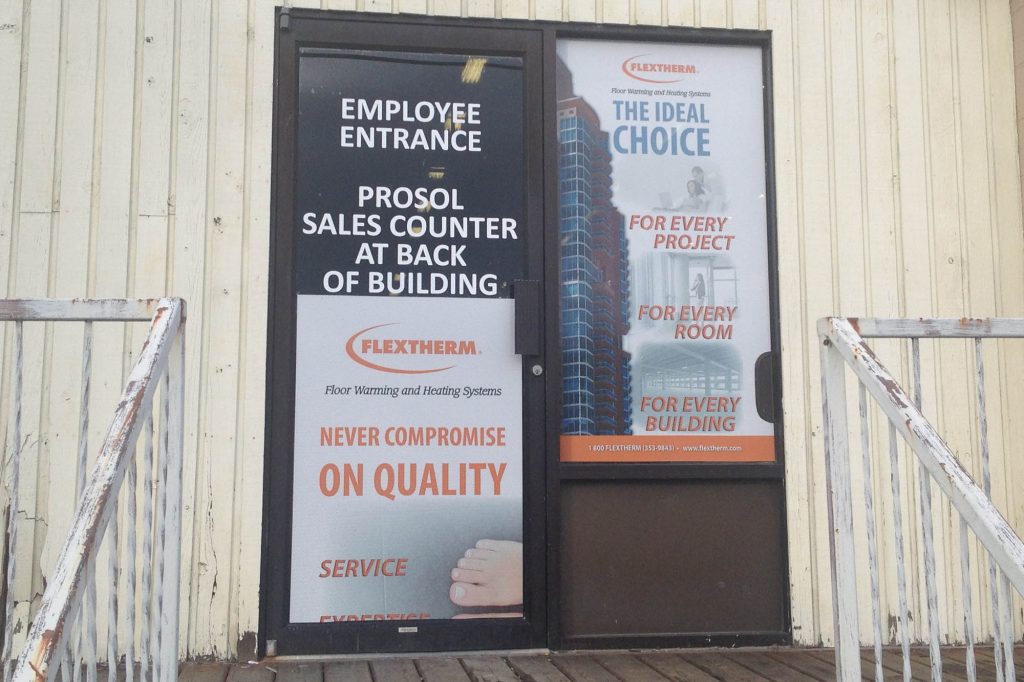 EMPLOYEE
ENTRANCE
PROSOL
SALES COUNTER
AT BACK
OF BUILDING
FLEXTHERM®
Floor Warming and Heating Systems
NEVER COMPROMISE
ON QUALITY
SERVICE
EXPERTISE
FLEXTHERM®
Floor Warming and Heating Systems
THE IDEAL
CHOICE
FOR EVERY
PROJECT
FOR EVERY
ROOM
FOR EVERY
BUILDING
1 800 FLEXTHERM (353-9843) - www.flextherm.com